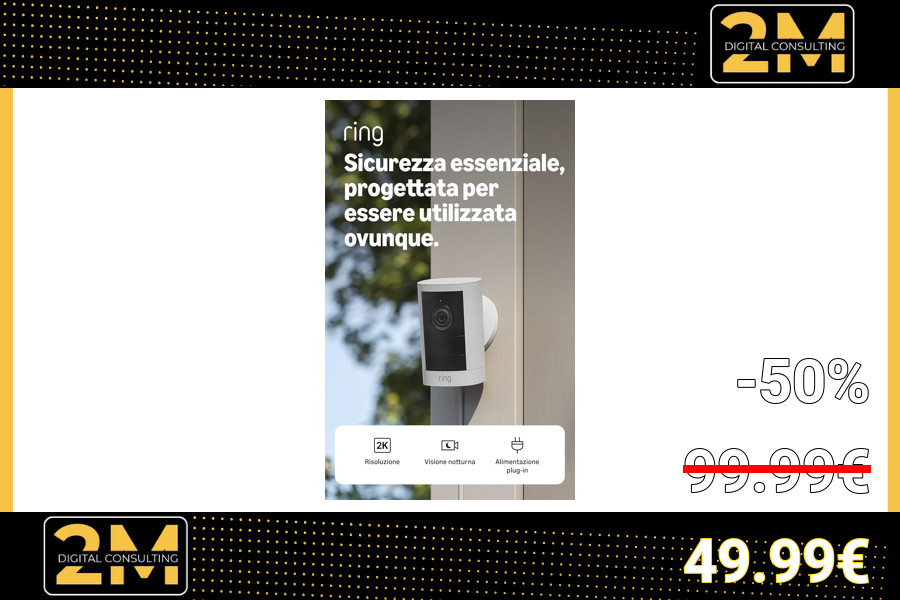 2M
DIGITAL CONSULTING
ring
Sicurezza essenziale,
progettata per
essere utilizzata
ovunque.
ring
2K
Risoluzione
Visione notturna
Alimentazione
plug-in
-50%
99.99€
2M
DIGITAL CONSULTING
49.99€